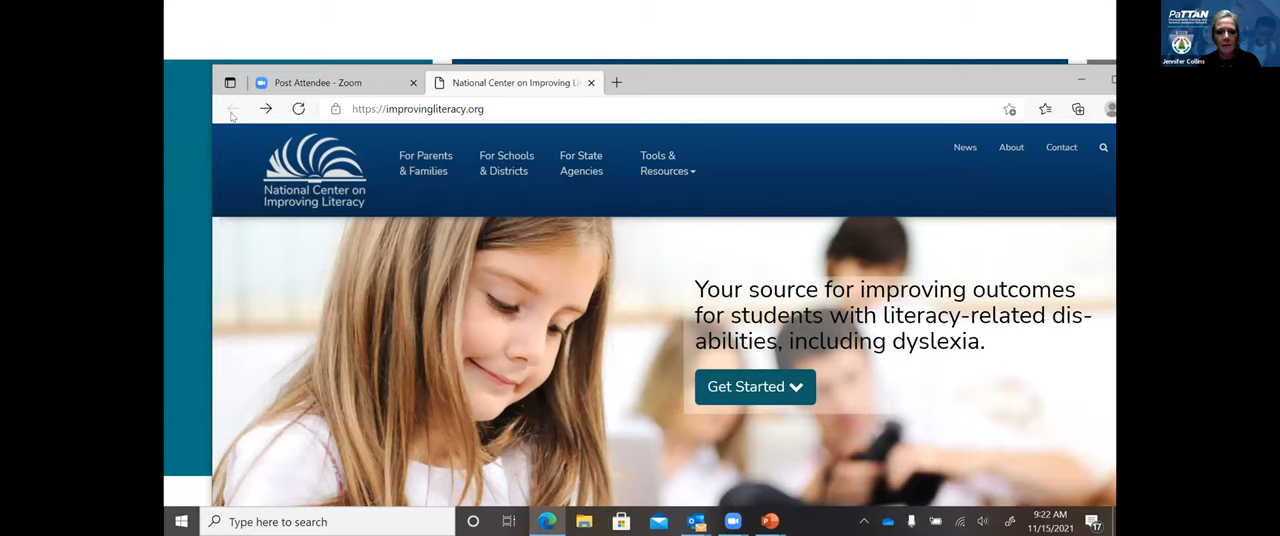 PaTTAN
Jennifer Collins
Post Attendee - Zoom
National Center on Improving Li
https://improvingliteracy.org
National Center on
Improving Literacy
For Parents
& Families
For Schools
& Districts
For State
Agencies
Tools &
Resources
News
About
Contact
Your source for improving outcomes
for students with literacy-related dis-
abilities, including dyslexia.
Get Started
Type here to search
9:22 AM
11/15/2021
17